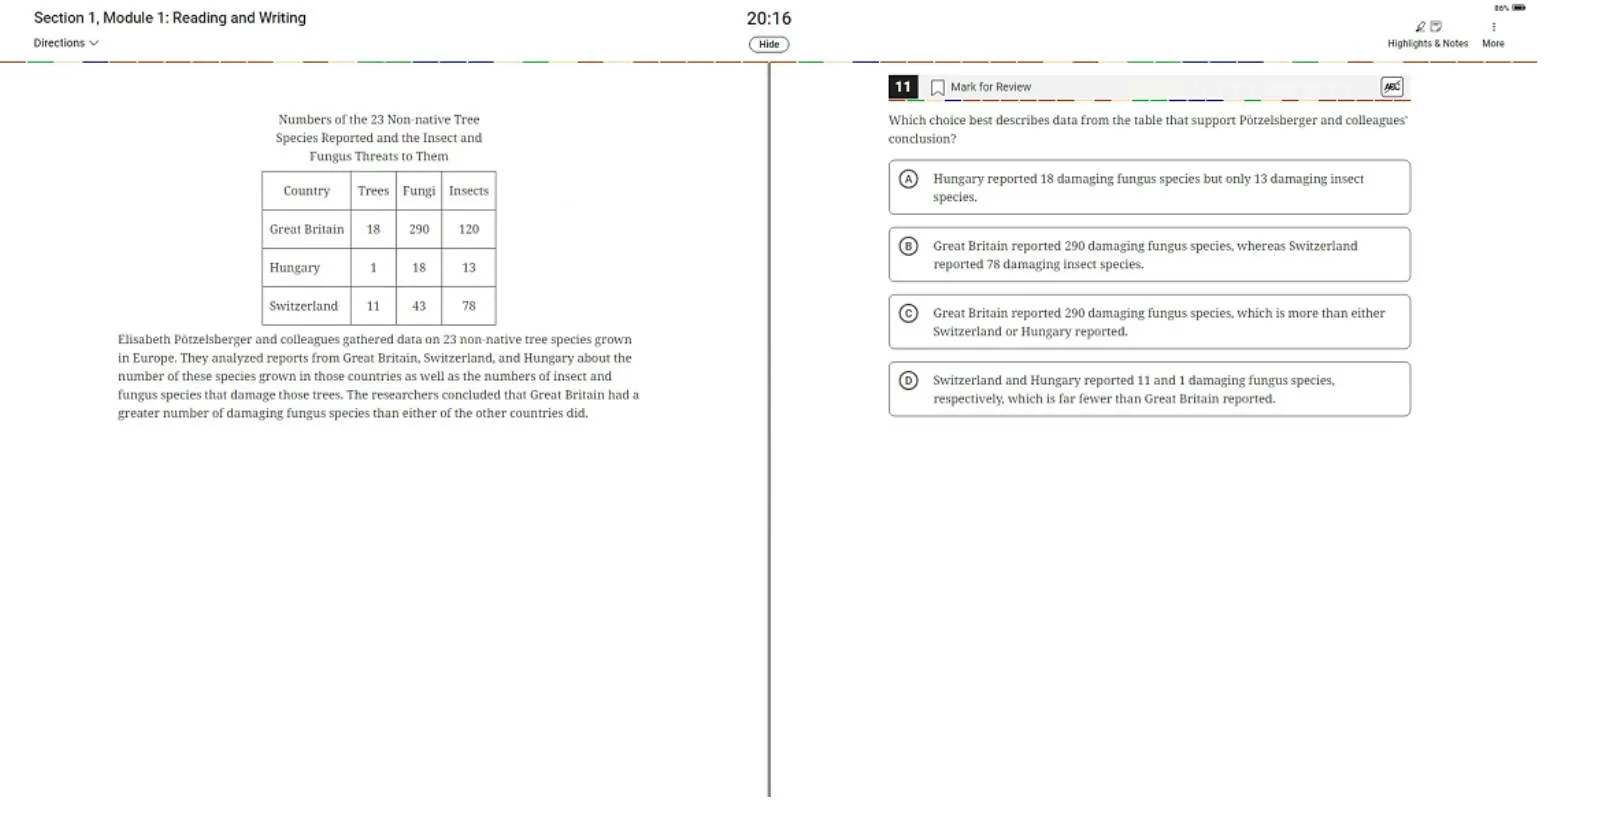 Section 1, Module 1: Reading and Writing
20:16
86%
Directions
Hide
Highlights & Notes
More
Numbers of the 23 Non-native Tree
Species Reported and the Insect and
Fungus Threats to Them
Country Trees Fungi Insects
Great Britain 18 290 120
Hungary 1 18 13
Switzerland 11 43 78
Elisabeth Pötzelsberger and colleagues gathered data on 23 non-native tree species grown
in Europe. They analyzed reports from Great Britain, Switzerland, and Hungary about the
number of these species grown in those countries as well as the numbers of insect and
fungus species that damage those trees. The researchers concluded that Great Britain had a
greater number of damaging fungus species than either of the other countries did.
11 Mark for Review ABC
Which choice best describes data from the table that support Pötzelsberger and colleagues'
conclusion?
A Hungary reported 18 damaging fungus species but only 13 damaging insect
species.
B Great Britain reported 290 damaging fungus species, whereas Switzerland
reported 78 damaging insect species.
C Great Britain reported 290 damaging fungus species, which is more than either
Switzerland or Hungary reported.
D Switzerland and Hungary reported 11 and 1 damaging fungus species,
respectively, which is far fewer than Great Britain reported.